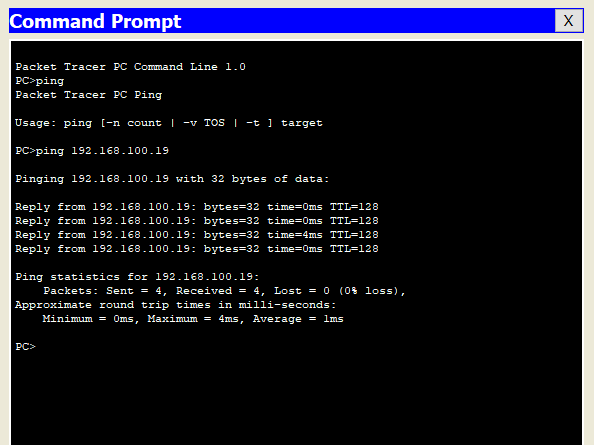 Command Prompt
X
Packet Tracer PC Command Line 1.0
PC>ping
Packet Tracer PC Ping
Usage: ping [-n count | -v TOS | -t ] target
PC>ping 192.168.100.19
Pinging 192.168.100.19 with 32 bytes of data:
Reply from 192.168.100.19: bytes=32 time=0ms TTL=128
Reply from 192.168.100.19: bytes=32 time=0ms TTL=128
Reply from 192.168.100.19: bytes=32 time=4ms TTL=128
Reply from 192.168.100.19: bytes=32 time=0ms TTL=128
Ping statistics for 192.168.100.19:
    Packets: Sent = 4, Received = 4, Lost = 0 (0% loss),
Approximate round trip times in milli-seconds:
    Minimum = 0ms, Maximum = 4ms, Average = 1ms
PC>